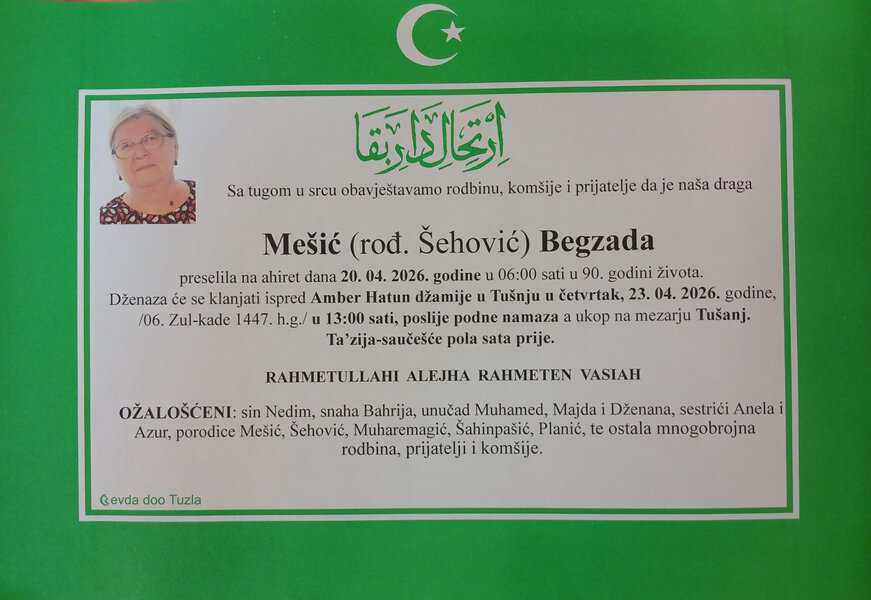 اِرْتِحَالِ دَارِ بَقَا
Sa tugom u srcu obavještavamo rodbinu, komšije i prijatelje da je naša draga
Mešić (rođ. Šehović) Begzada
preselila na ahiret dana 20. 04. 2026. godine u 06:00 sati u 90. godini života.
Dženaza će se klanjati ispred Amber Hatun džamije u Tušnju u četvrtak, 23. 04. 2026. godine,
/06. Zul-kade 1447. h.g./ u 13:00 sati, poslije podne namaza a ukop na mezarju Tušanj.
Ta’zija-saučešće pola sata prije.
RAHMETULLAHI ALEJHA RAHMETEN VASIAH
OŽALOŠĆENI: sin Nedim, snaha Bahrija, unučad Muhamed, Majda i Dženana, sestrići Anela i
Azur, porodice Mešić, Šehović, Muharemagić, Šahinpašić, Planić, te ostala mnogobrojna
rodbina, prijatelji i komšije.
evda doo Tuzla